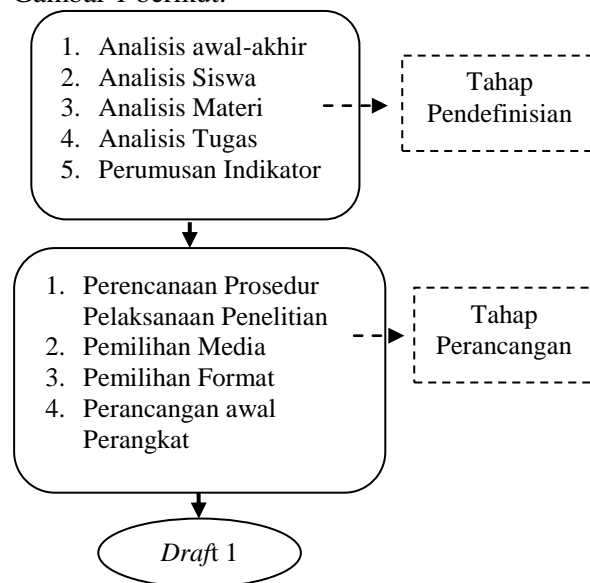 Gambar 1 berikut.
1. Analisis awal-akhir
2. Analisis Siswa
3. Analisis Materi
4. Analisis Tugas
5. Perumusan Indikator
Tahap
Pendefinisian
1. Perencanaan Prosedur
Pelaksanaan Penelitian
2. Pemilihan Media
3. Pemilihan Format
4. Perancangan awal
Perangkat
Tahap
Perancangan
Draft 1